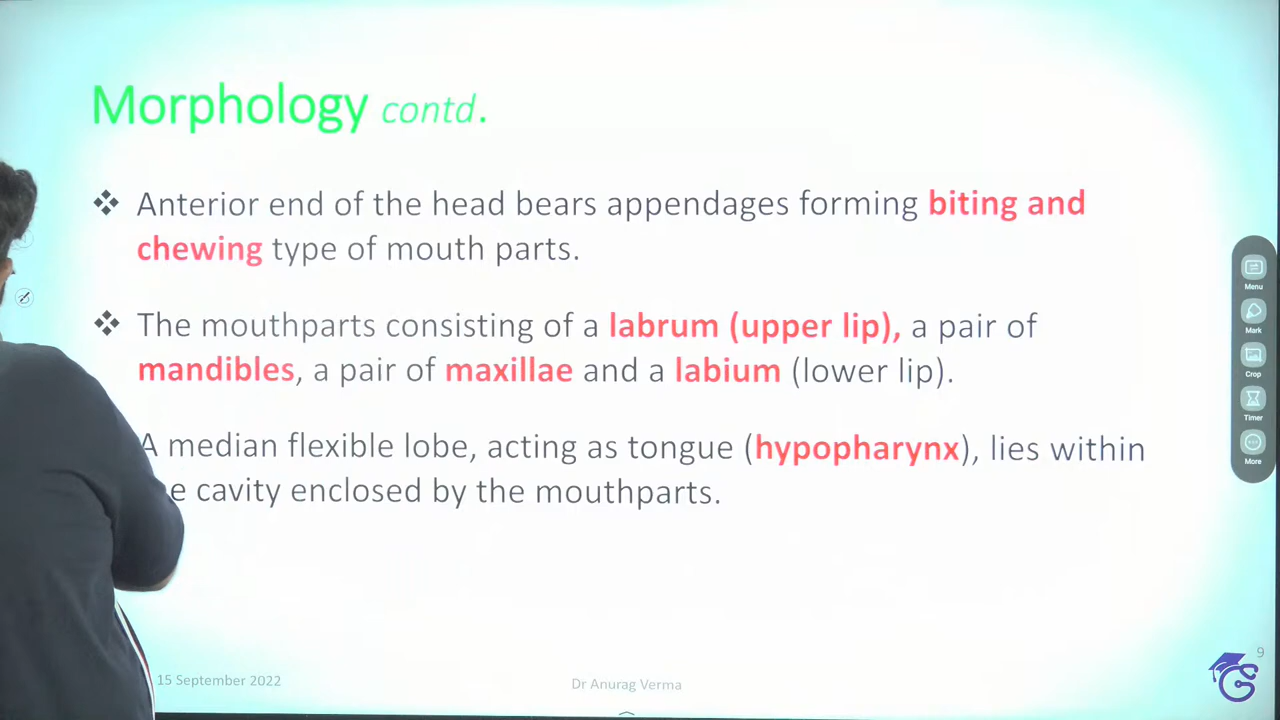 Morphology contd.
❖ Anterior end of the head bears appendages forming biting and
chewing type of mouth parts.
❖ The mouthparts consisting of a labrum (upper lip), a pair of
mandibles, a pair of maxillae and a labium (lower lip).
A median flexible lobe, acting as tongue (hypopharynx), lies within
e cavity enclosed by the mouthparts.
Menu
Mark
Crop
Timer
More
15 September 2022
Dr Anurag Verma
9